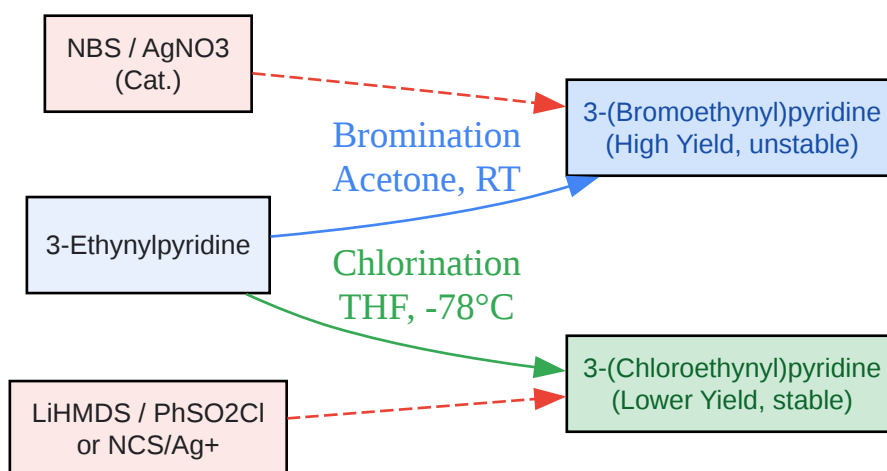 NBS / AgNO3
(Cat.)
3-(Bromoethynyl)pyridine
(High Yield, unstable)
Bromination
Acetone, RT
3-Ethynylpyridine
Chlorination
THF, -78°C
3-(Chloroethynyl)pyridine
(Lower Yield, stable)
LiHMDS / PhSO2Cl
or NCS/Ag+